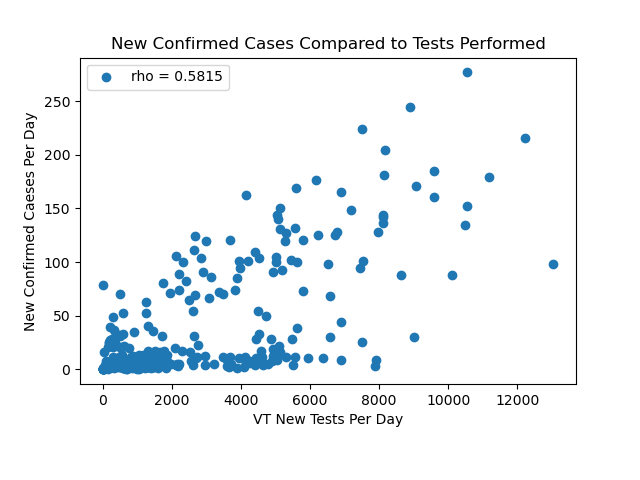 New Confirmed Cases Compared to Tests Performed
rho = 0.5815
250
200
150
100
50
0
New Confirmed Caeses Per Day
0 2000 4000 6000 8000 10000 12000
VT New Tests Per Day